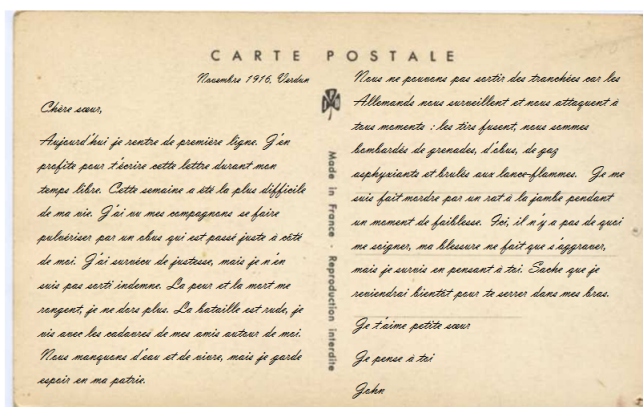 CARTE POSTALE
Novembre 1916, Verdun
Chère sœur,
Aujourd'hui je rentre de première ligne. J'en
profite pour t'écrire cette lettre durant mon
temps libre. Cette semaine a été la plus difficile
de ma vie. J'ai vu mes compagnons se faire
pulvériser par un obus qui est passé juste à côté
de moi. J'ai survécu de justesse, mais je n'en
suis pas sorti indemne. La peur et la mort me
rongent, je ne dors plus. La bataille est rude, je
vis avec les cadavres de mes amis autour de moi.
Nous manquons d'eau et de vivre, mais je garde
espoir en ma patrie.
Made in France - Reproduction interdite
Nous ne pouvons pas sortir des tranchées car les
Allemands nous surveillent et nous attaquent à
tous moments : les tirs fusent, nous sommes
bombardés de grenades, d'obus, de gaz
asphyxiants et brulés aux lance-flammes. Je me
suis fait mordre par un rat à la jambe pendant
un moment de faiblesse. Ici, il n'y a pas de quoi
me soigner, ma blessure ne fait que s'aggraver,
mais je survis en pensant à toi. Sache que je
reviendrai bientôt pour te serrer dans mes bras.
Je t'aime petite sœur
Je pense à toi
John